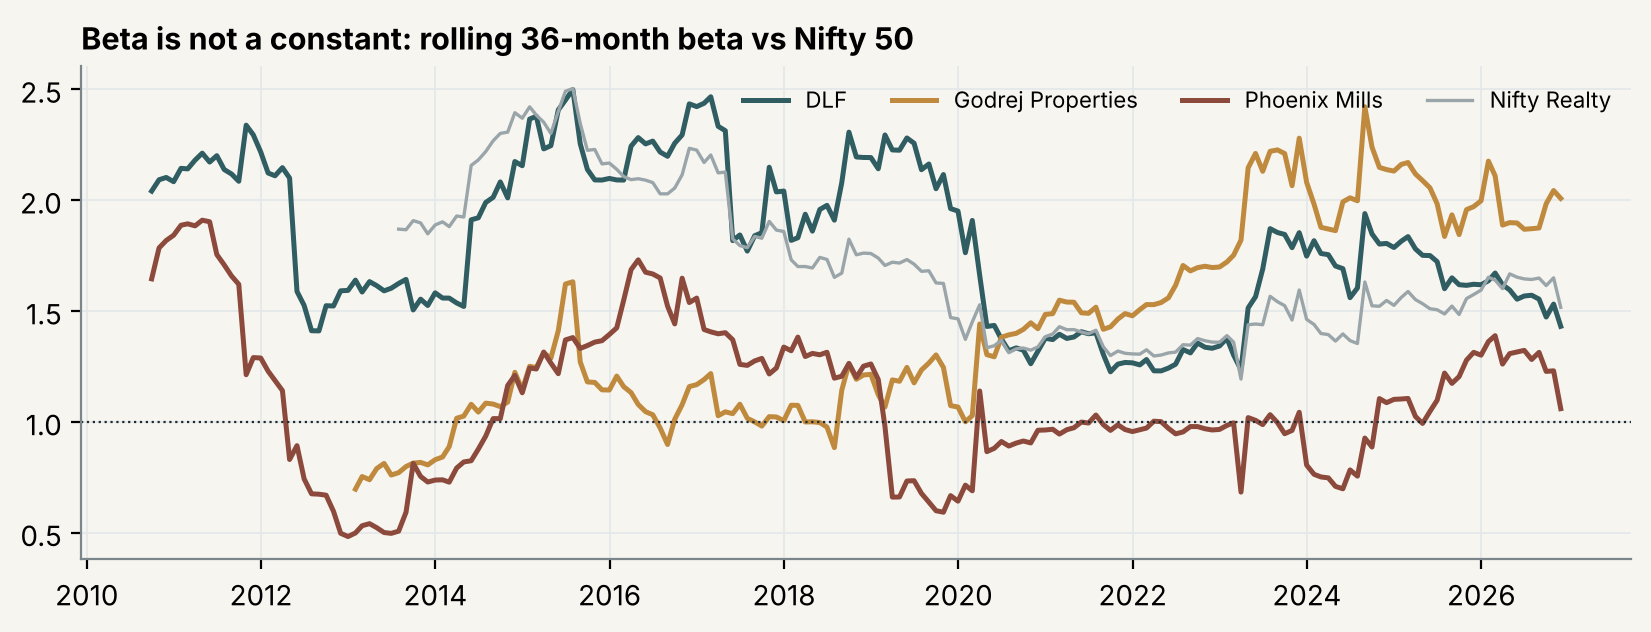 Beta is not a constant: rolling 36-month beta vs Nifty 50
DLF Godrej Properties Phoenix Mills Nifty Realty
2.5
2.0
1.5
1.0
0.5
2010 2012 2014 2016 2018 2020 2022 2024 2026